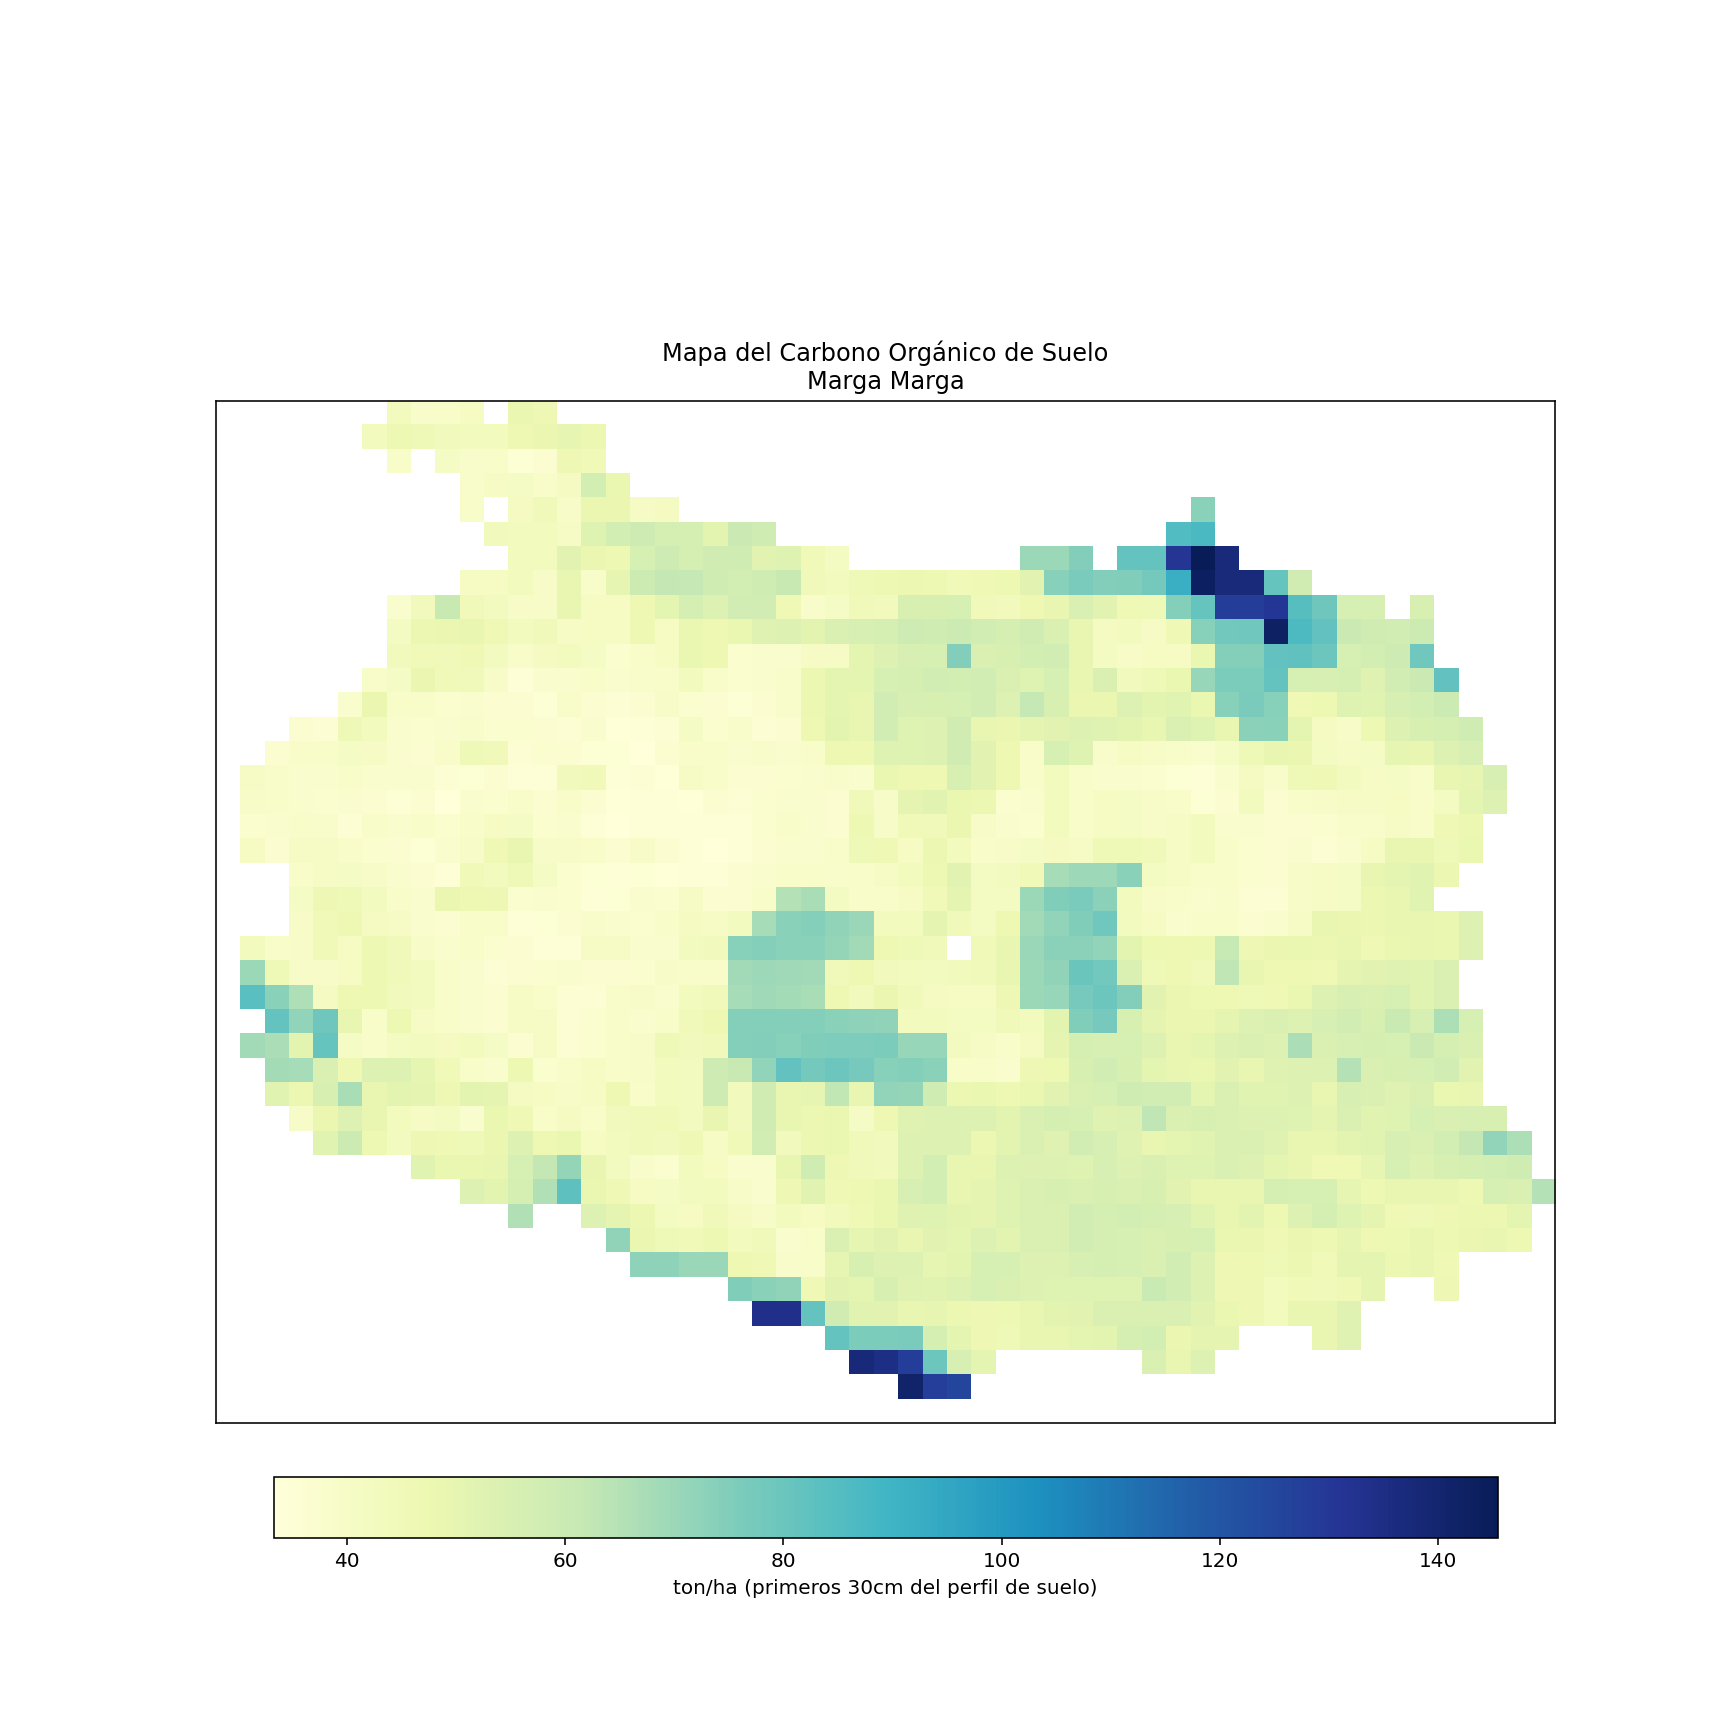 Mapa del Carbono Orgánico de Suelo
Marga Marga
40 60 80 100 120 140
ton/ha (primeros 30cm del perfil de suelo)